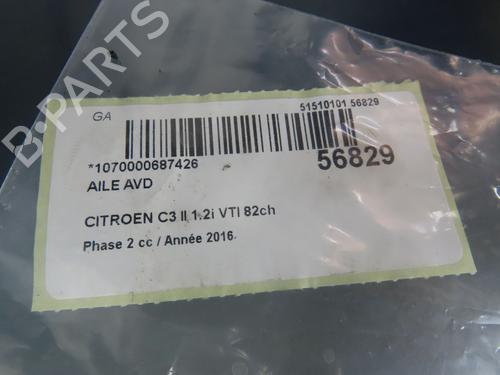 GA
51510101 56829
*1070000687426
56829
AILE AVD
CITROEN C3 II 1.2i VTI 82ch
Phase 2 cc / Année 2016
B-PARTS